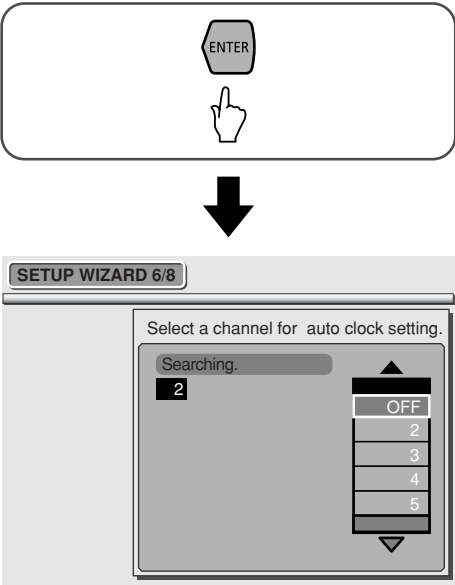 ENTER
SETUP WIZARD 6/8
Select a channel for auto clock setting.
Searching.
2
OFF
2
3
4
5